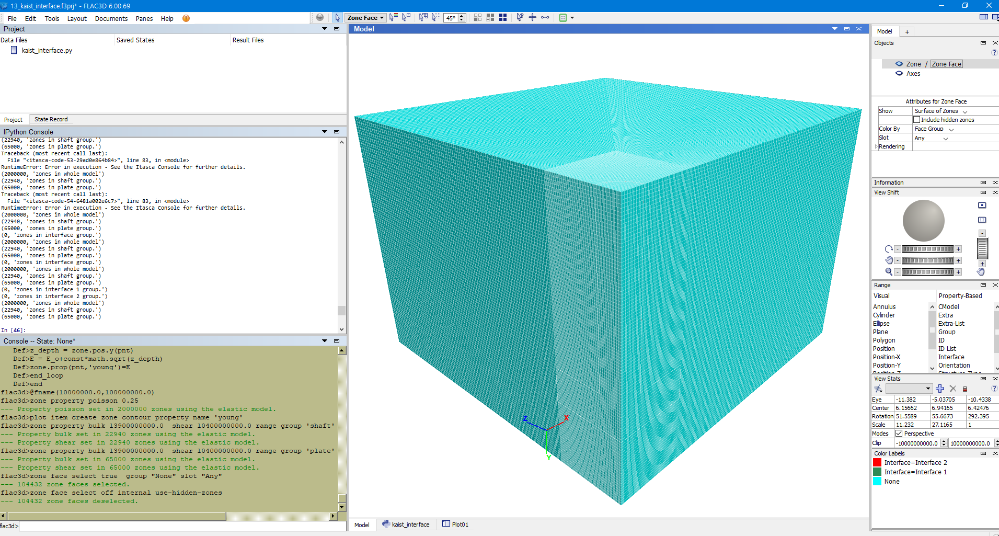 13_kaist_interface.f3prj* - FLAC3D 6.00.69
File Edit Tools Layout Documents Panes Help
Zone Face
45°
Project
Data Files Saved States Result Files
kaist_interface.py
Project State Record
IPython Console
(22940, 'zones in shaft group.')
(65000, 'zones in plate group.')
Traceback (most recent call last):
File "<itasca-code-53-29ad0e864b84>", line 83, in <module>
RuntimeError: Error in execution - See the Itasca Console for further details.
(2000000, 'zones in whole model')
(22940, 'zones in shaft group.')
(65000, 'zones in plate group.')
Traceback (most recent call last):
File "<itasca-code-54-6481a002e6c7>", line 83, in <module>
RuntimeError: Error in execution - See the Itasca Console for further details.
(2000000, 'zones in whole model')
(22940, 'zones in shaft group.')
(65000, 'zones in plate group.')
(0, 'zones in interface group.')
(2000000, 'zones in whole model')
(22940, 'zones in shaft group.')
(65000, 'zones in plate group.')
(0, 'zones in interface group.')
(2000000, 'zones in whole model')
(22940, 'zones in shaft group.')
(65000, 'zones in plate group.')
(0, 'zones in interface 1 group.')
(0, 'zones in interface 2 group.')
(2000000, 'zones in whole model')
(22940, 'zones in shaft group.')
(65000, 'zones in plate group.')
In [46]:
Console -- State: None*
Def>z_depth = zone.pos.y(pnt)
Def>E = E_o+const*math.sqrt(z_depth)
Def>zone.prop(pnt,'young')=E
Def>end_loop
Def>end
flac3d>@fname(10000000.0,100000000.0)
flac3d>zone property poisson 0.25
--- Property poisson set in 2000000 zones using the elastic model.
flac3d>plot item create zone contour property name 'young'
flac3d>zone property bulk 13900000000.0 shear 10400000000.0 range group 'shaft'
--- Property bulk set in 22940 zones using the elastic model.
--- Property shear set in 22940 zones using the elastic model.
flac3d>zone property bulk 13900000000.0 shear 10400000000.0 range group 'plate'
--- Property bulk set in 65000 zones using the elastic model.
--- Property shear set in 65000 zones using the elastic model.
flac3d>zone face select true group "None" slot "Any"
--- 104432 zone faces selected.
flac3d>zone face select off internal use-hidden-zones
--- 104432 zone faces deselected.
flac3d>
Model
Z X
Y
Model kaist_interface Plot01
Model +
Objects
Zone / Zone Face
Axes
Attributes for Zone Face
Show Surface of Zones
Include hidden zones
Color By Face Group
Slot Any
Rendering
Information
View Shift
Range
Visual Property-Based
Annulus CModel
Cylinder Extra
Ellipse Extra-List
Plane Group
Polygon ID
Position ID List
Position-X Interface
Position-Y Orientation
Position-Z Structure-Type
View Stats
Eye -11.382 -5.03705 -10.4338
Center 6.15662 6.94165 6.42476
Rotation 51.5589 55.6673 292.395
Scale 11.232 27.1165 1
Modes Perspective
Clip -10000000000.0 10000000000.0
Color Labels
Interface=Interface 2
Interface=Interface 1
None